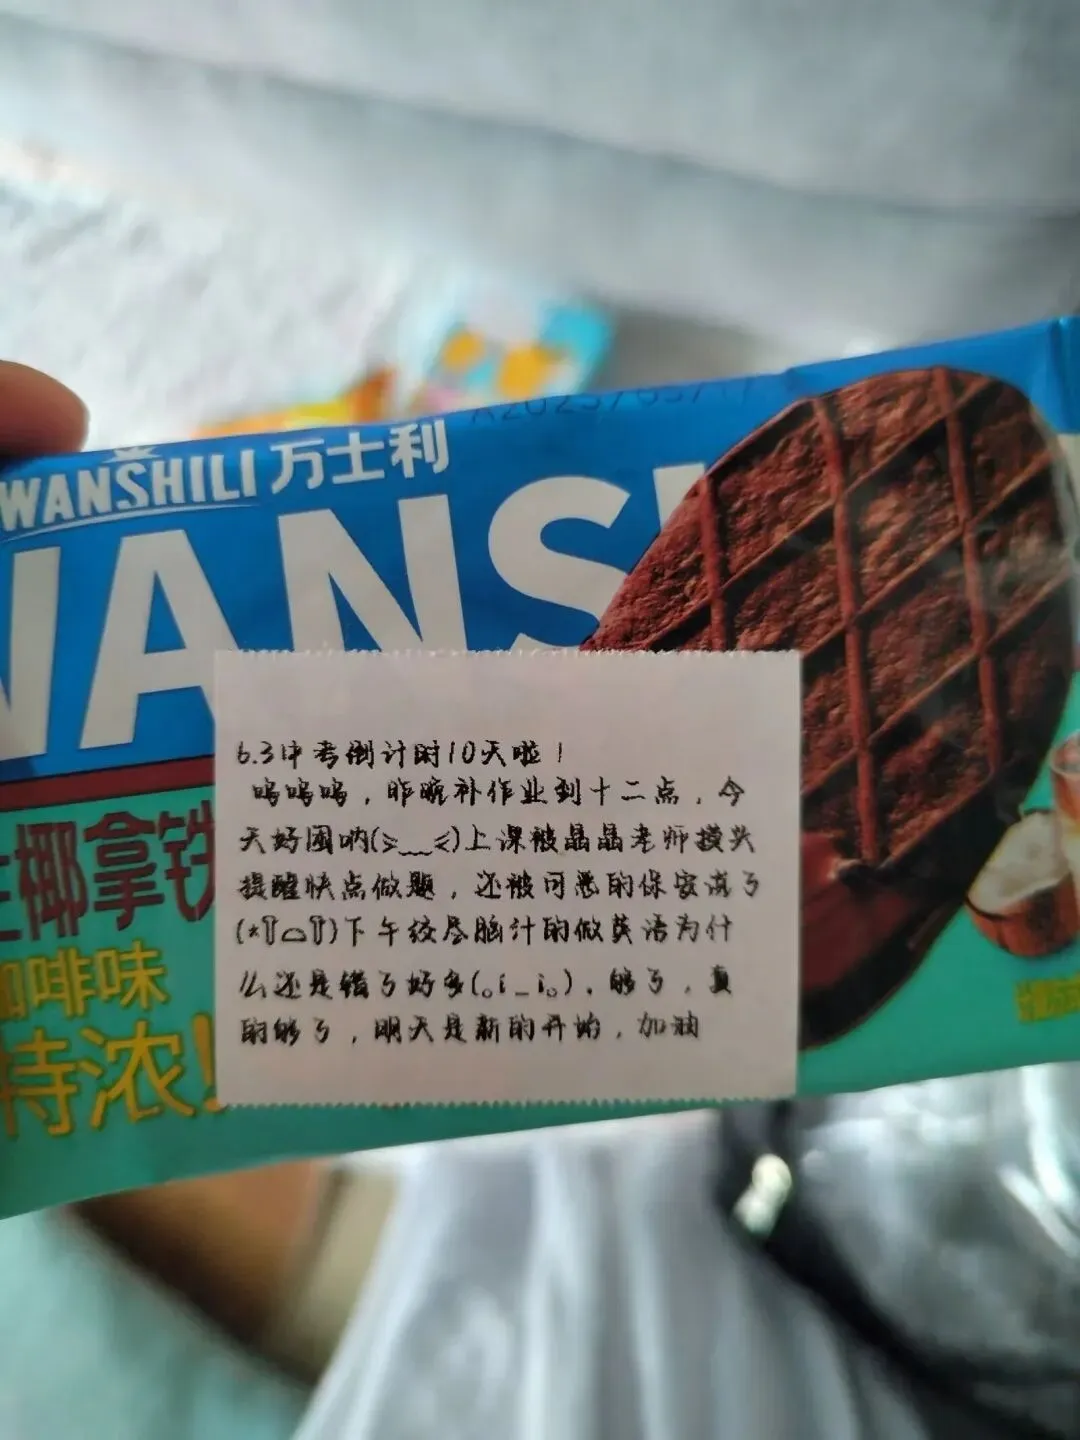 WANSHILI 万士利
WANS
生椰拿铁
咖啡味
特浓!
6.3中考倒计时10天啦!
呜呜呜，昨晚补作业到十二点，今
天好困呐(≥﹏≤)上课被晶晶老师摸头
提醒快点做题，还被可恶的保安流了
(*T⌓T)下午绞尽脑汁的做英语为什
么还是错了好多(。i _ i。)，够了，真
的够了，明天是新的开始，加油